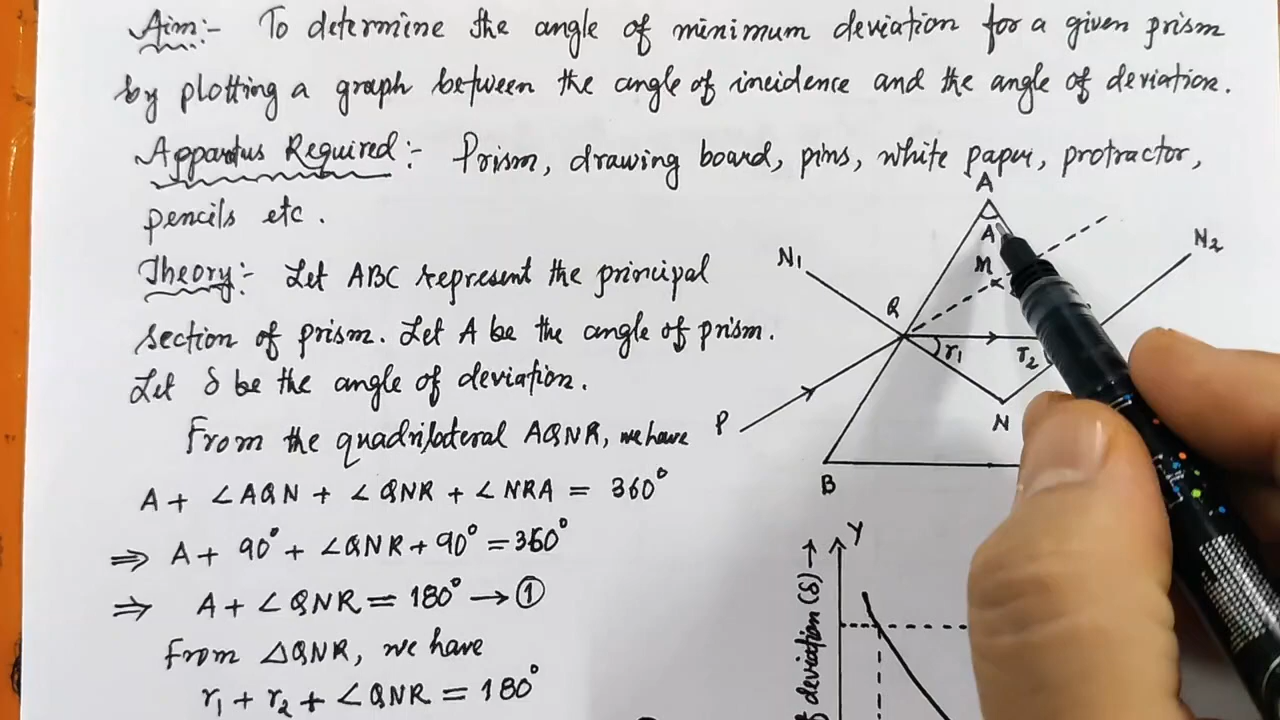 Aim:- To determine the angle of minimum deviation for a given prism
by plotting a graph between the angle of incidence and the angle of deviation.
Apparatus Required:- Prism, drawing board, pins, white paper, protractor,
pencils etc.
Theory:- Let ABC represent the principal
section of prism. Let A be the angle of prism.
Let δ be the angle of deviation.
From the quadrilateral AQNR, we have
A + ∠AQN + ∠QNR + ∠NRA = 360°
⇒ A + 90° + ∠QNR + 90° = 360°
⇒ A + ∠QNR = 180° → ①
From ΔQNR, we have
r₁ + r₂ + ∠QNR = 180°
A
A
M
N₁
N₂
Q
r₁
r₂
P
N
B
Y
deviation (δ) →